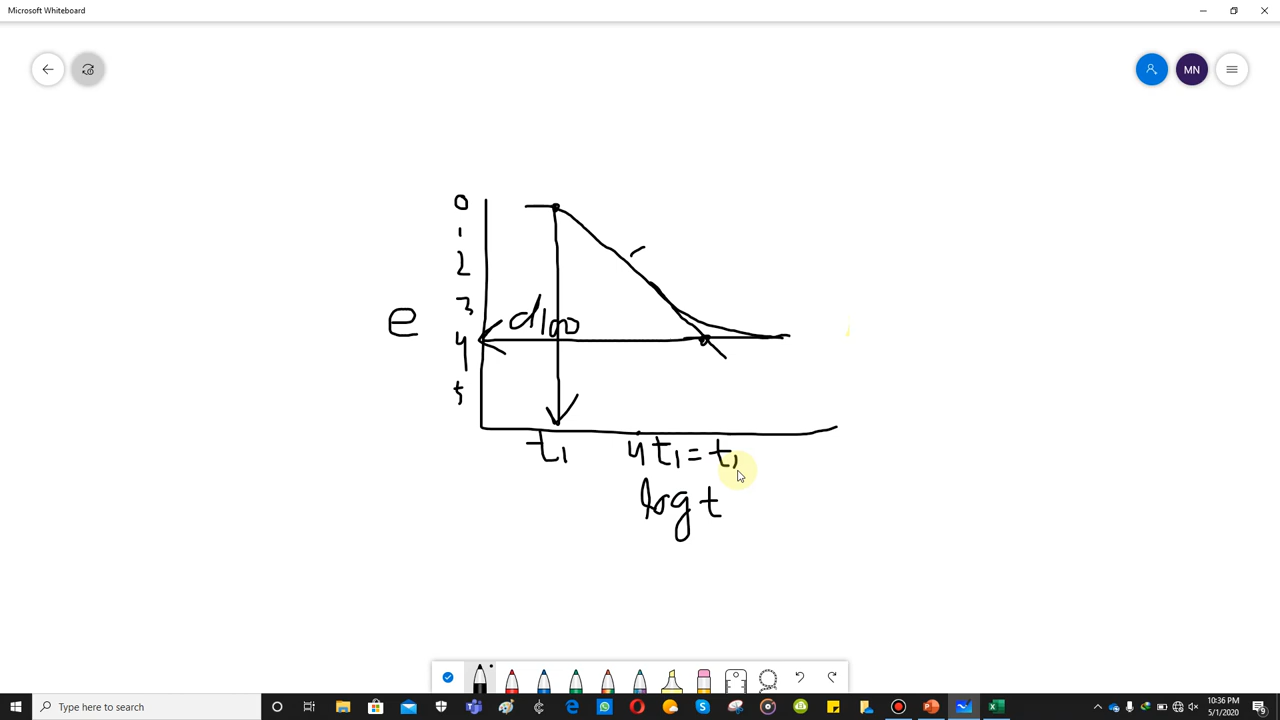 Microsoft Whiteboard
MN
0
1
2
3
e
d100
4
5
t1
4t1 = t1
log t
Type here to search
10:36 PM
5/1/2020